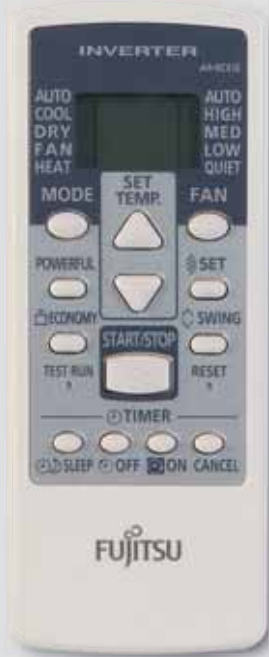 INVERTER
AUTO AUTO
COOL HIGH
DRY MED
FAN LOW
HEAT QUIET
MODE SET TEMP. FAN
POWERFUL SET
ECONOMY SWING
START/STOP
TEST RUN RESET
TIMER
SLEEP OFF ON CANCEL
FUJITSU